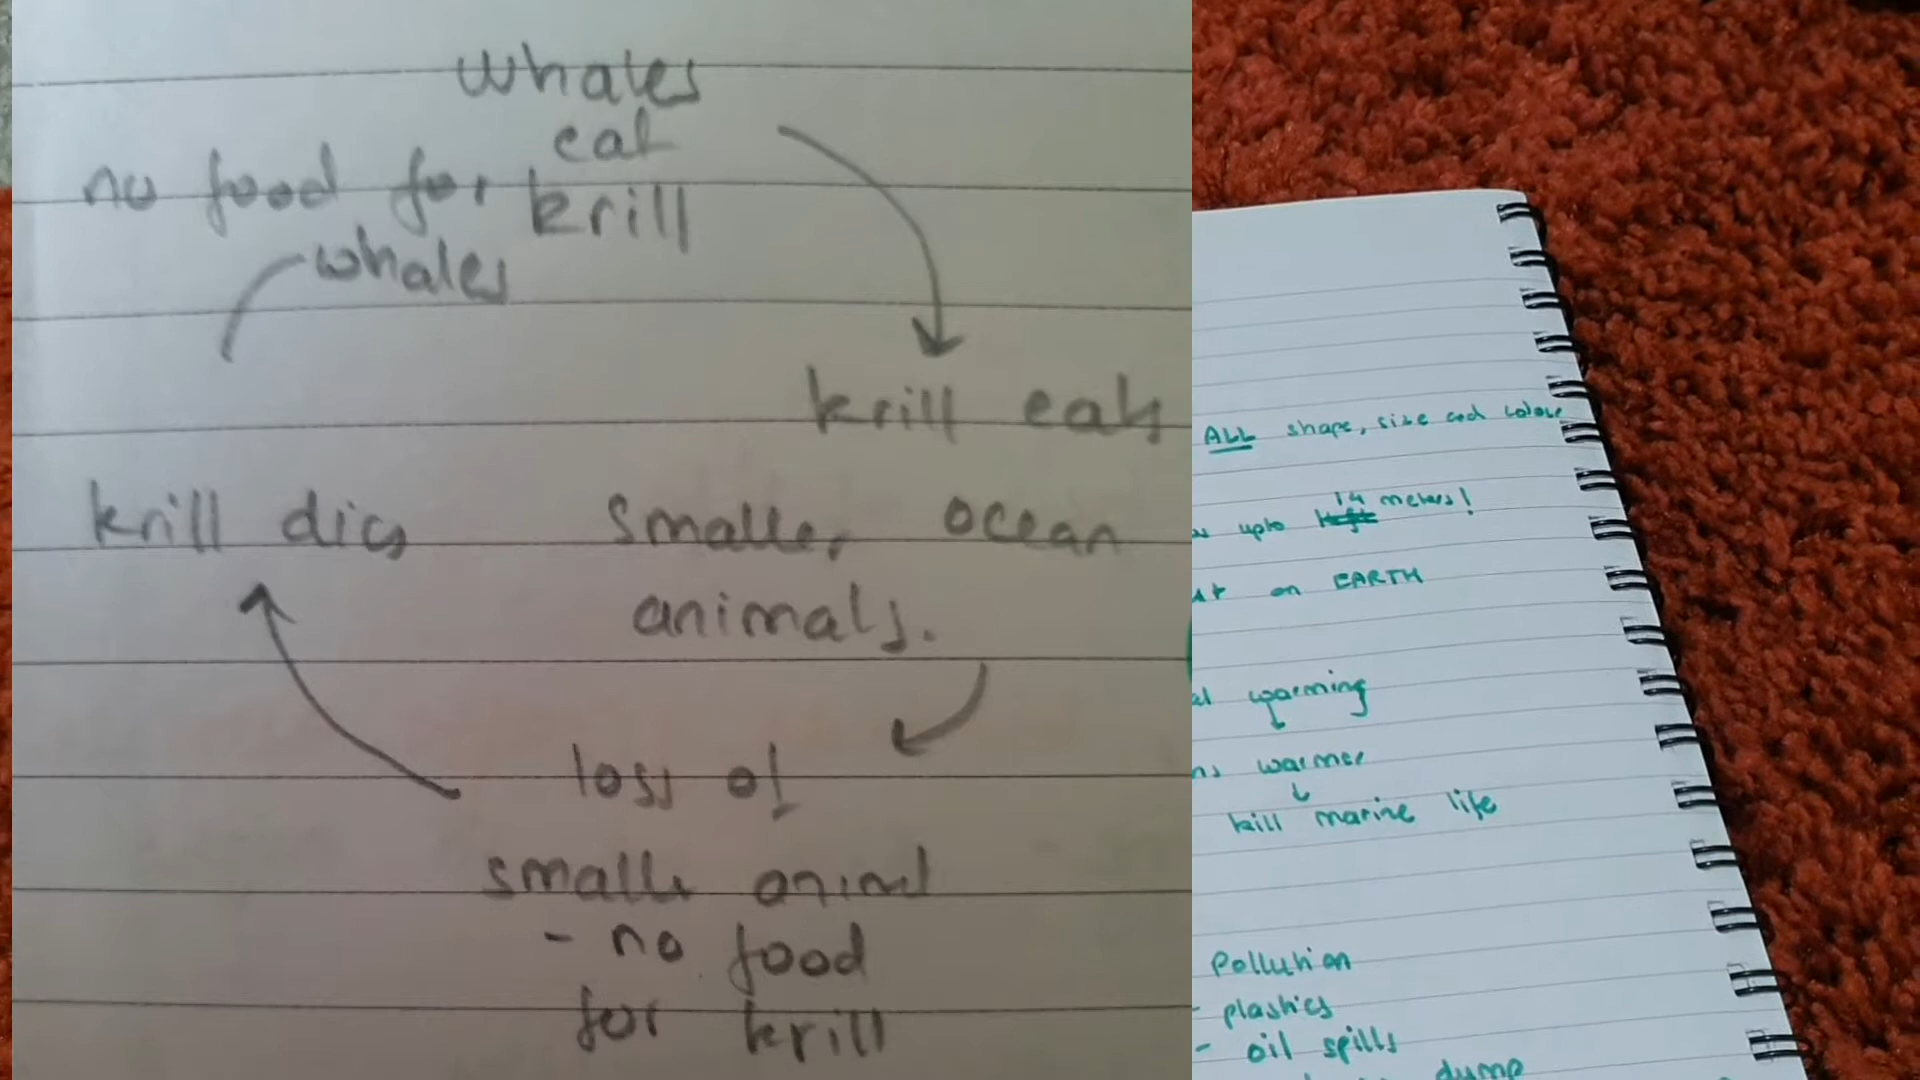 whales
eat
no food for krill
whales
krill eats
krill dies smaller ocean
animals.
loss of
smaller animal
- no food
for krill
ALL shape, size and colour
14
upto meters!
on EARTH
warming
warmer
kill marine life
Pollution
- plastics
- oil spills
dump